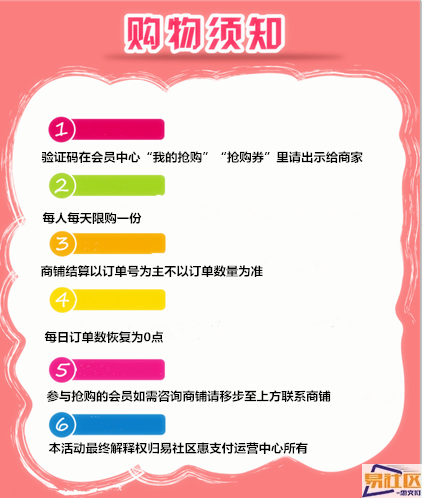 购物须知
1
验证码在会员中心“我的抢购”“抢购券”里请出示给商家
2
每人每天限购一份
3
商铺结算以订单号为主不以订单数量为准
4
每日订单数恢复为0点
5
参与抢购的会员如需咨询商铺请移步至上方联系商铺
6
本活动最终解释权归易社区惠支付运营中心所有
易社区
-惠支付